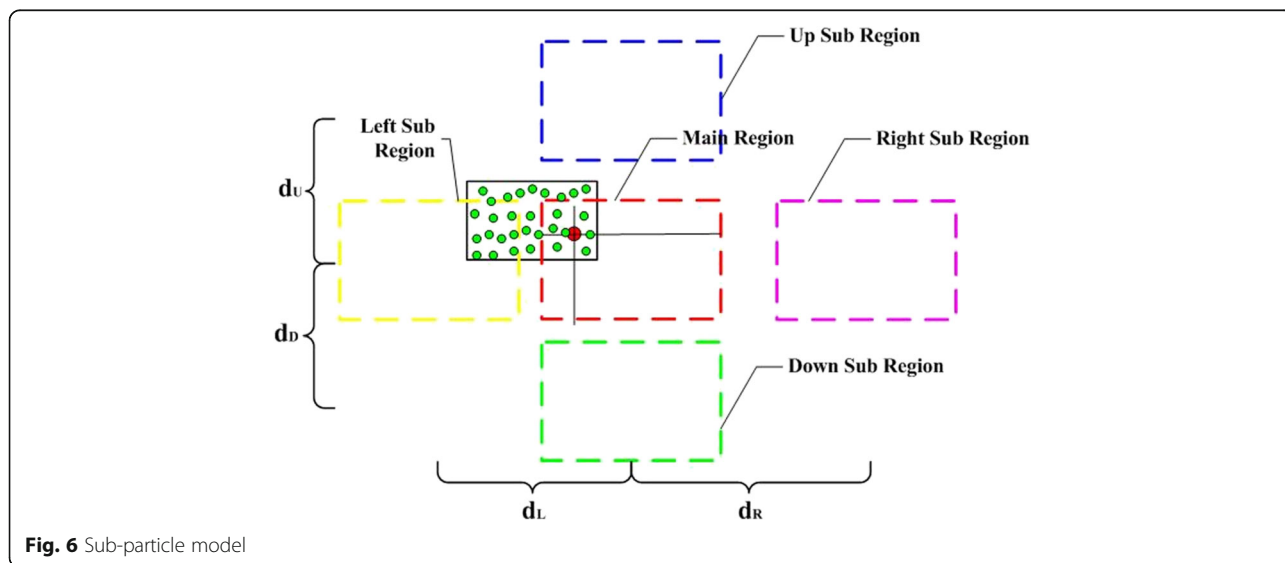 Up Sub Region
Left Sub
Region
Main Region
Right Sub Region
dU
dD
Down Sub Region
dL
dR
Fig. 6 Sub-particle model